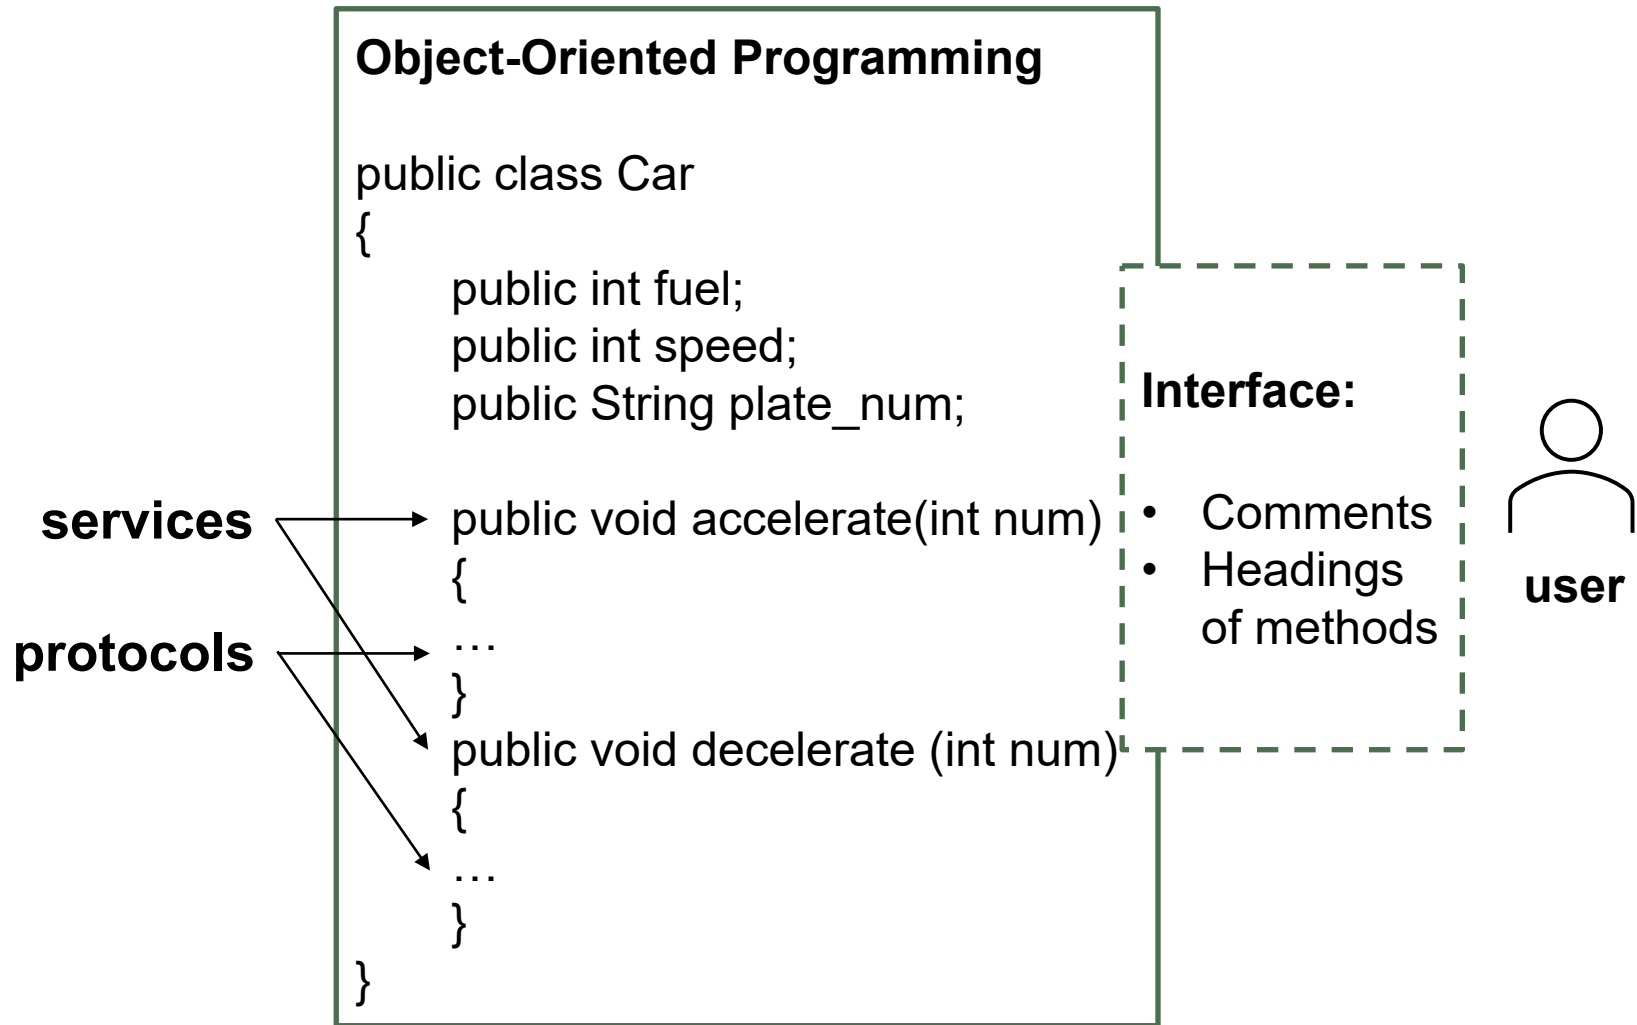 Object-Oriented Programming
public class Car
{
public int fuel;
public int speed;
public String plate_num;
public void accelerate(int num)
{
…
}
public void decelerate (int num)
{
…
}
}
services
protocols
Interface:
• Comments
• Headings
of methods
user